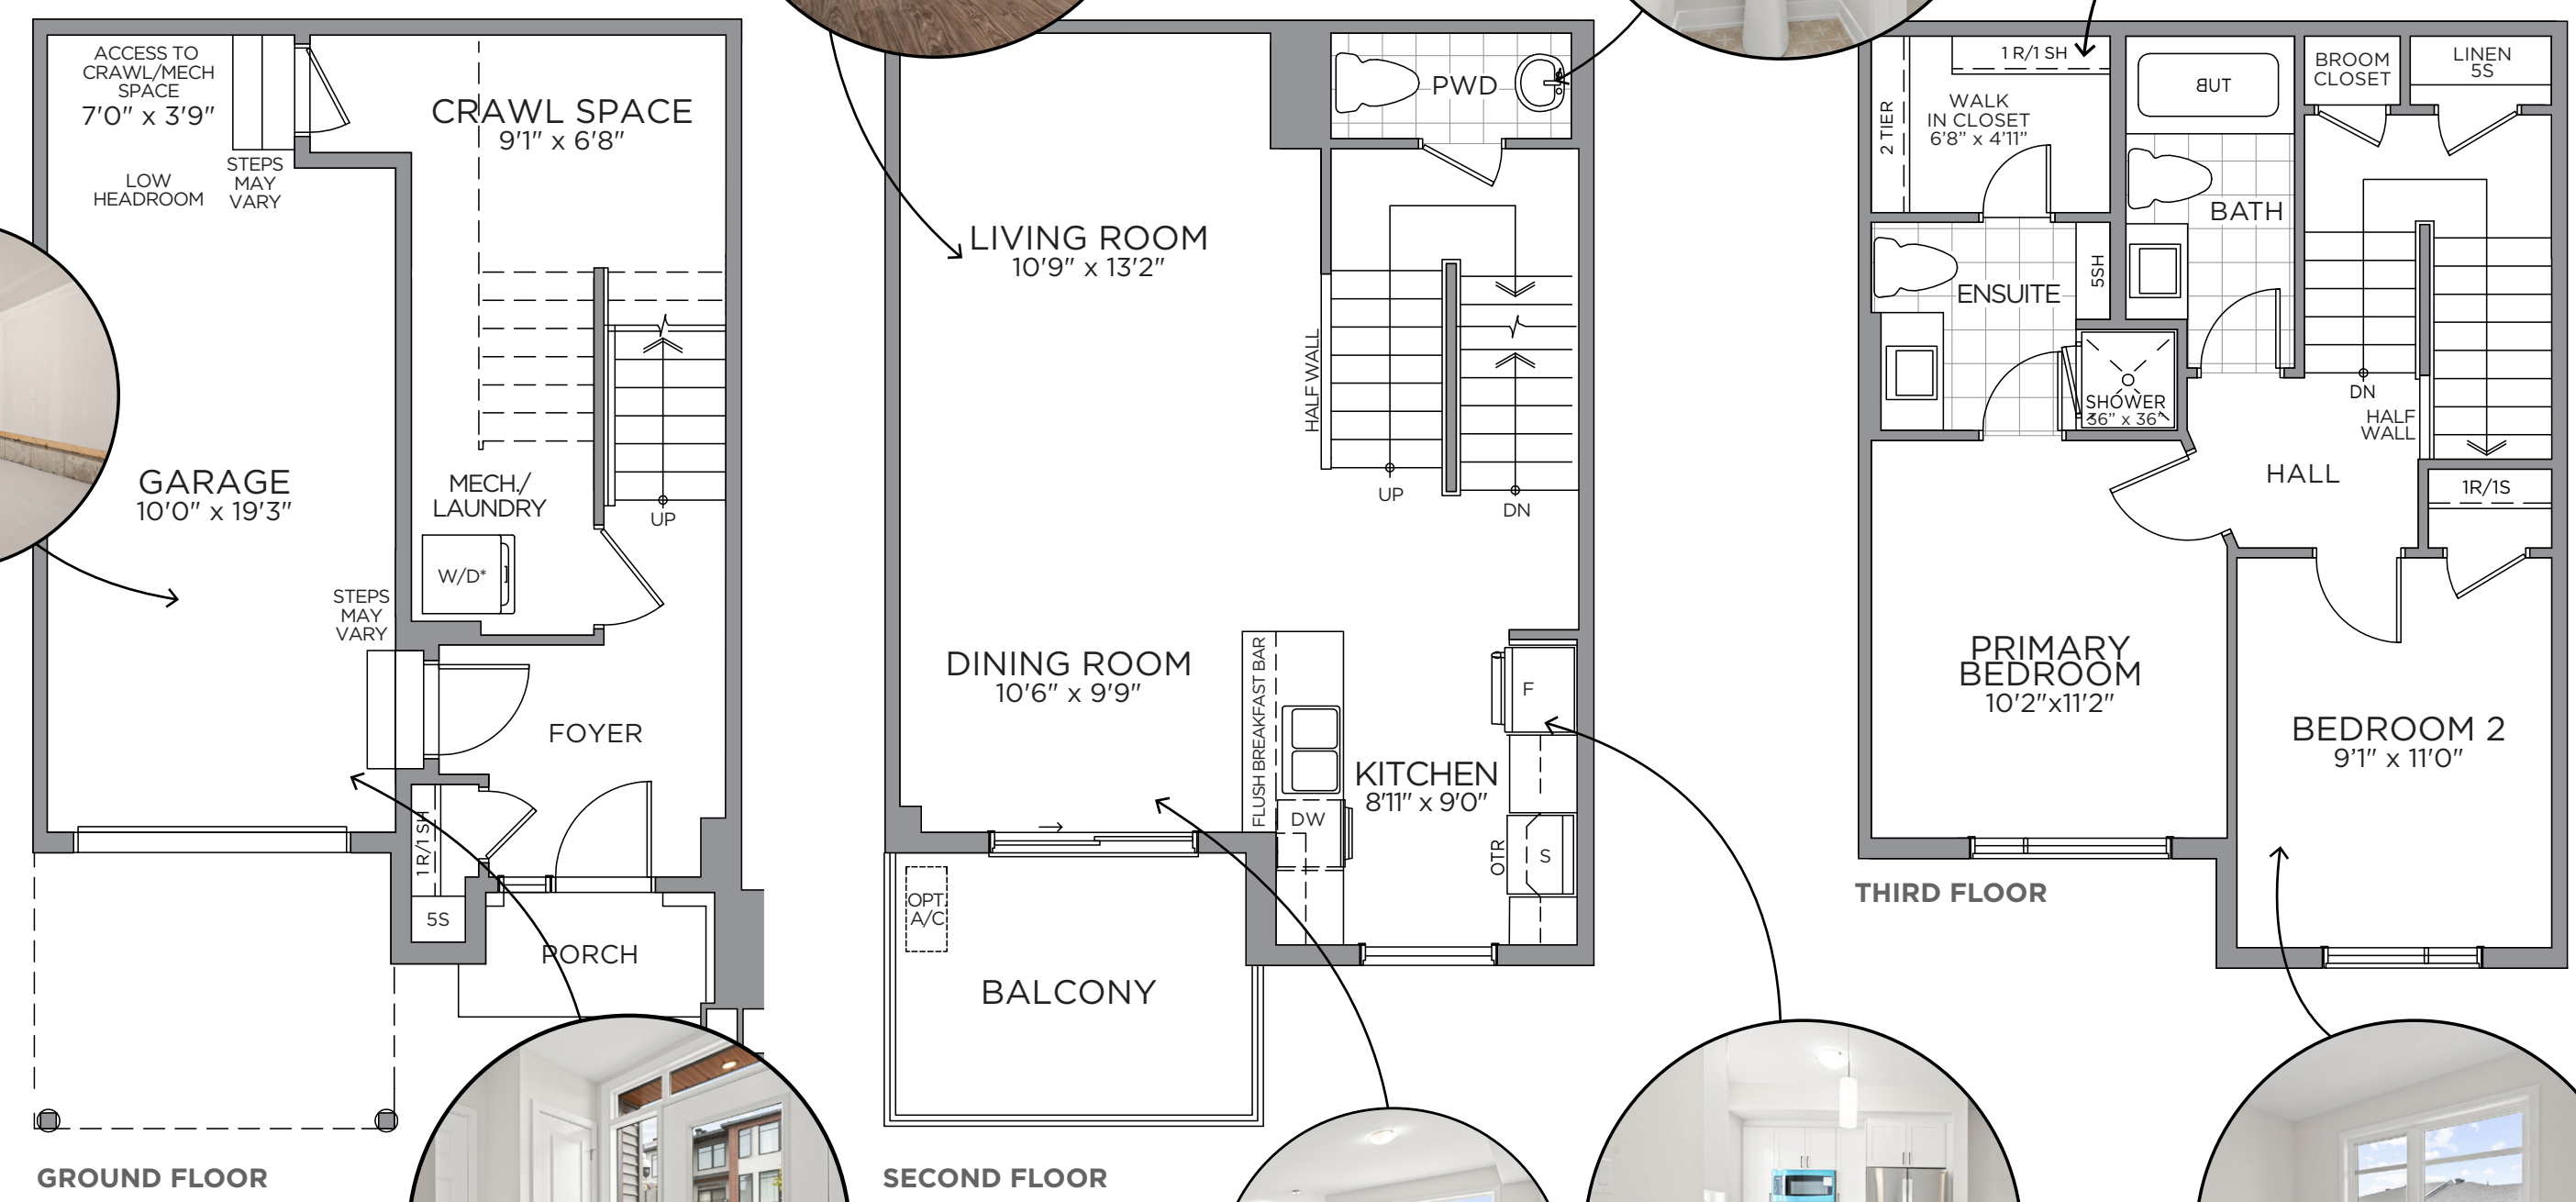 ACCESS TO
CRAWL/MECH
SPACE
7'0" x 3'9"
LOW
HEADROOM
STEPS
MAY
VARY
CRAWL SPACE
9'1" x 6'8"
GARAGE
10'0" x 19'3"
MECH./
LAUNDRY
UP
W/D*
STEPS
MAY
VARY
FOYER
1 R/1 SH
5S
PORCH
GROUND FLOOR
PWD
LIVING ROOM
10'9" x 13'2"
HALF WALL
UP
DN
DINING ROOM
10'6" x 9'9"
FLUSH BREAKFAST BAR
F
KITCHEN
8'11" x 9'0"
DW
OTR
S
OPT.
A/C
BALCONY
SECOND FLOOR
1 R/1 SH
2 TIER
WALK
IN CLOSET
6'8" x 4'11"
TUB
BROOM
CLOSET
LINEN
5S
BATH
5SH
ENSUITE
SHOWER
36" x 36"
DN
HALF
WALL
HALL
1R/1S
PRIMARY
BEDROOM
10'2"x11'2"
BEDROOM 2
9'1" x 11'0"
THIRD FLOOR